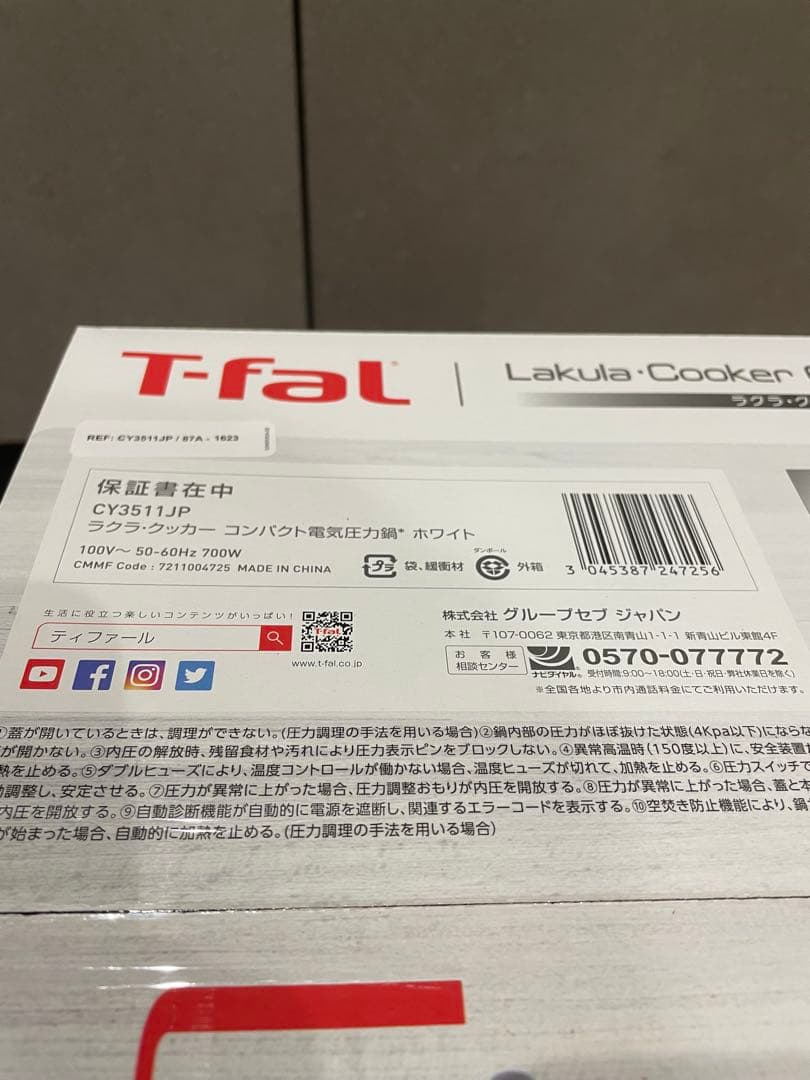 T-fal
Lakula・Cooker
ラクラ・ク
REF: CY3511JP / 87A - 1623
保証書在中
CY3511JP
ラクラ・クッカー コンパクト電気圧力鍋* ホワイト
100V～ 50-60Hz 700W
CMMF Code : 7211004725 MADE IN CHINA
プラ 袋、緩衝材
ダンボール
外箱
3 045387 247256
生活に役立つ楽しいコンテンツがいっぱい!
ティファール
T-fal
www.t-fal.co.jp
株式会社 グループセブ ジャパン
本社 〒107-0062 東京都港区南青山1-1-1 新青山ビル東館4F
お客様
相談センター
ナビダイヤル®
0570-077772
受付時間:9:00～18:00(土・日・祝日・弊社休業日を除く)
※全国各地より市内通話料金にてご利用いただけます。
①蓋が開いているときは、調理ができない。(圧力調理の手法を用いる場合)②鍋内部の圧力がほぼ抜けた状態(4Kpa以下)にならな
が開かない。③内圧の解放時、残留食材や汚れにより圧力表示ピンをブロックしない。④異常高温時(150度以上)に、安全装置が
熱を止める。⑤ダブルヒューズにより、温度コントロールが働かない場合、温度ヒューズが切れて、加熱を止める。⑥圧力スイッチで
動調整し、安定させる。⑦圧力が異常に上がった場合、圧力調整おもりが内圧を開放する。⑧圧力が異常に上がった場合、蓋と本
内圧を開放する。⑨自動診断機能が自動的に電源を遮断し、関連するエラーコードを表示する。⑩空焚き防止機能により、鍋
が始まった場合、自動的に加熱を止める。(圧力調理の手法を用いる場合)